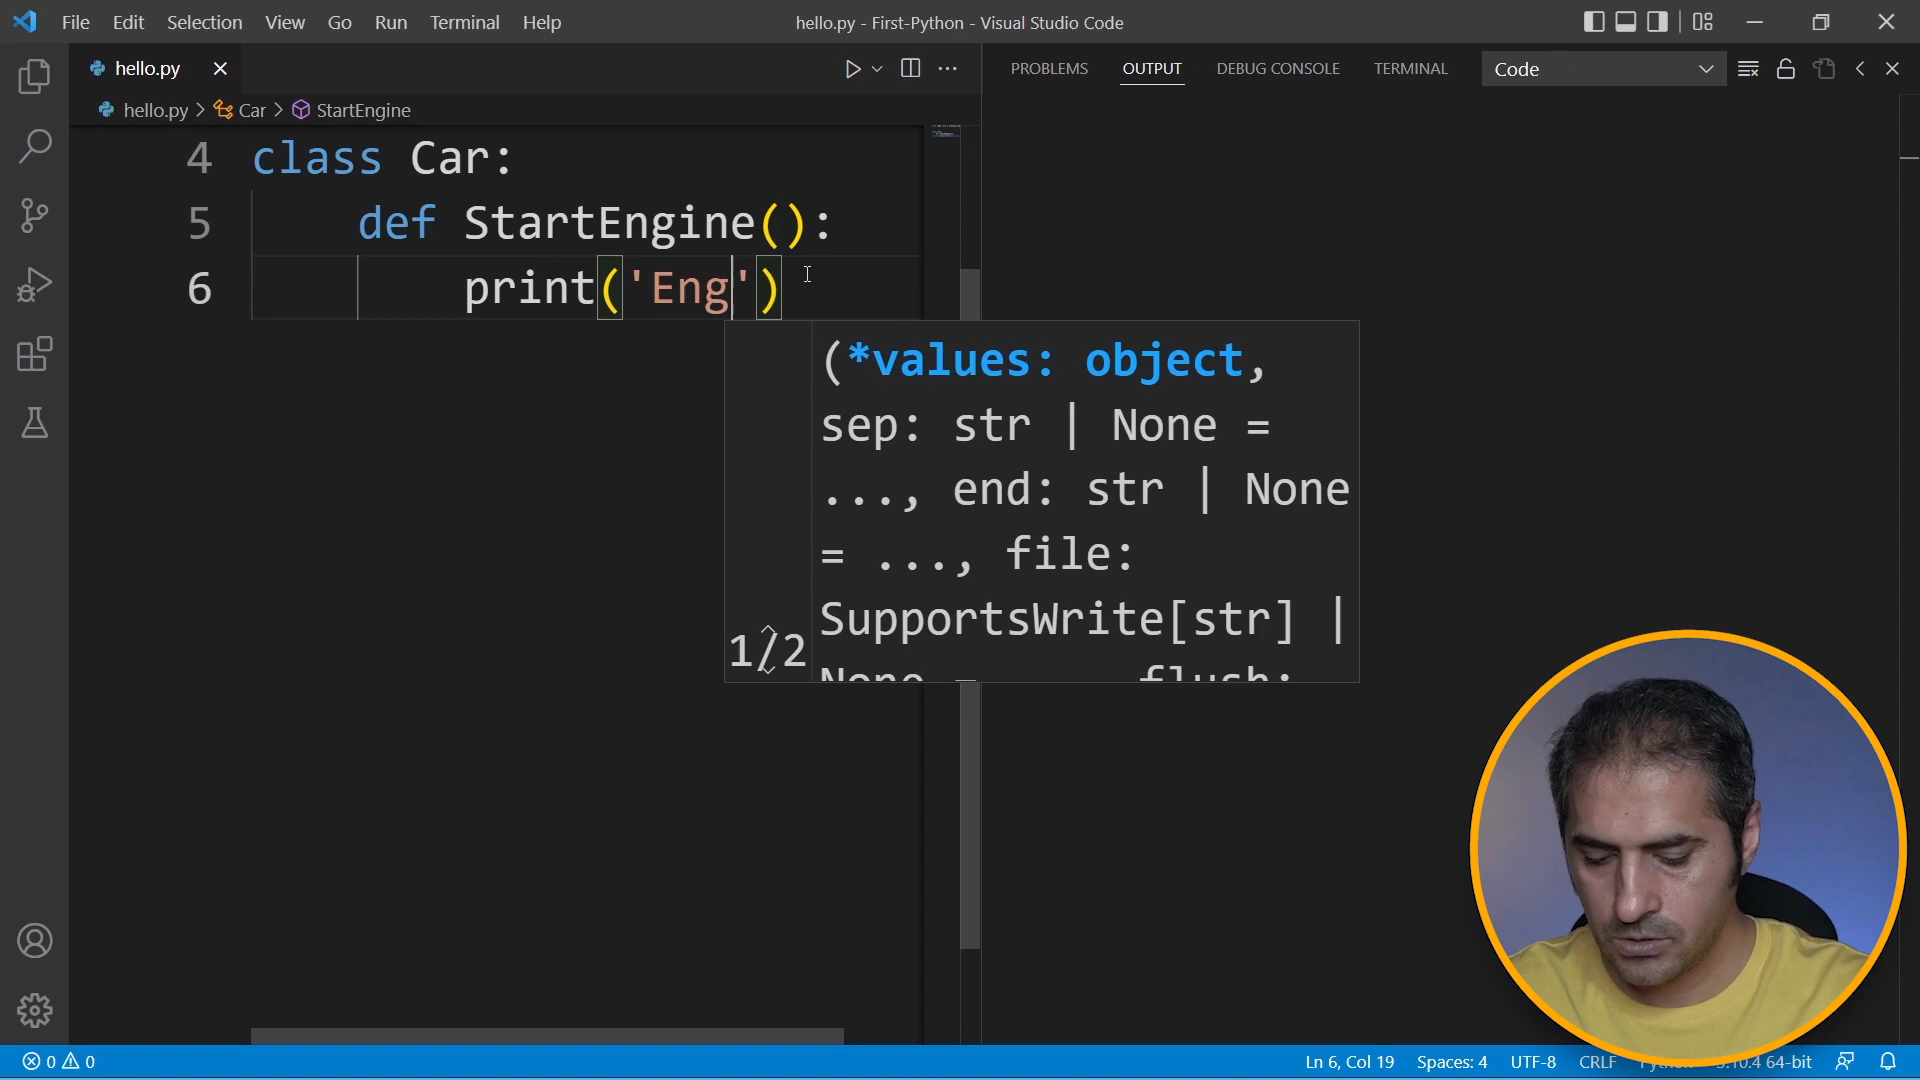 File Edit Selection View Go Run Terminal Help
hello.py - First-Python - Visual Studio Code
hello.py
PROBLEMS OUTPUT DEBUG CONSOLE TERMINAL
Code
hello.py > Car > StartEngine
4 class Car:
5 def StartEngine():
6 print('Eng')
(*values: object,
sep: str | None =
..., end: str | None
= ..., file:
SupportsWrite[str] |
1/2
0 0
Ln 6, Col 19 Spaces: 4 UTF-8 CRLF 3.10.4 64-bit